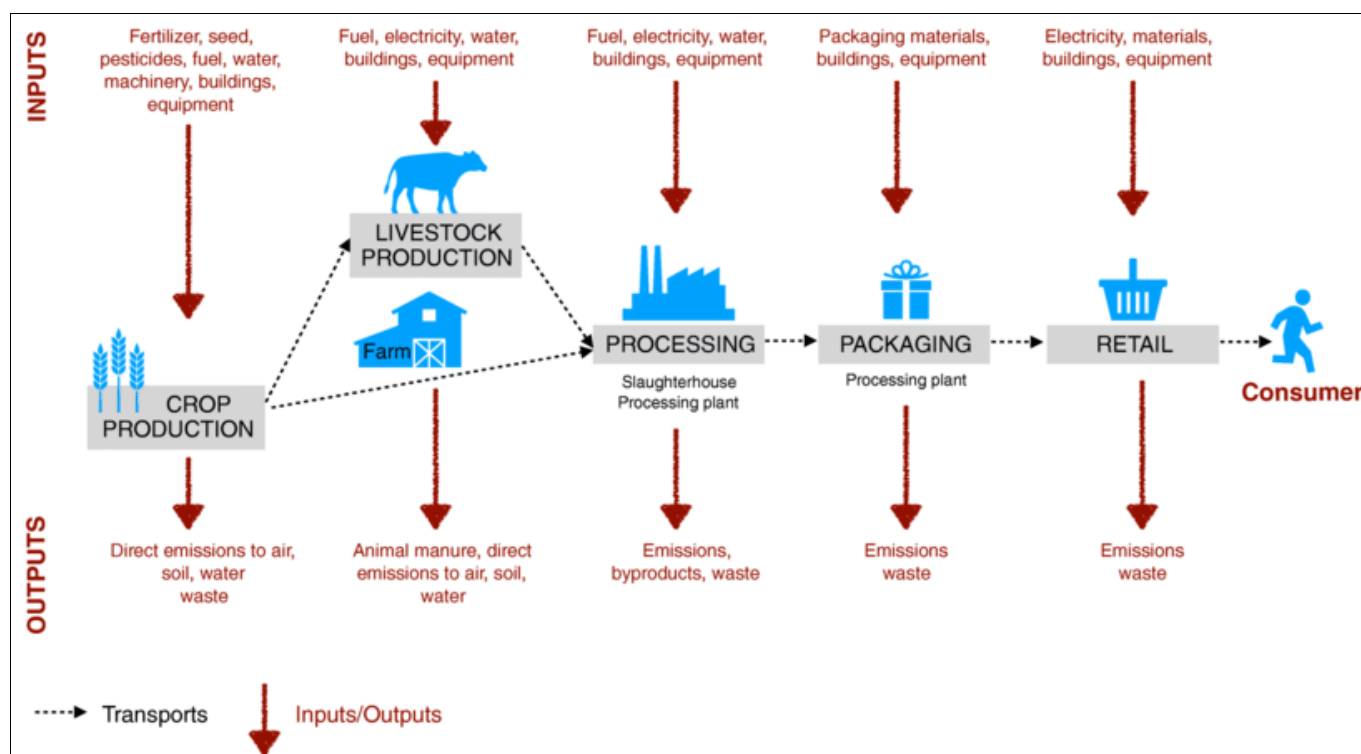 INPUTS
Fertilizer, seed,
pesticides, fuel, water,
machinery, buildings,
equipment
Fuel, electricity, water,
buildings, equipment
Fuel, electricity, water,
buildings, equipment
Packaging materials,
buildings, equipment
Electricity, materials,
buildings, equipment
LIVESTOCK
PRODUCTION
Farm
CROP
PRODUCTION
PROCESSING
Slaughterhouse
Processing plant
PACKAGING
Processing plant
RETAIL
Consumer
OUTPUTS
Direct emissions to air,
soil, water
waste
Animal manure, direct
emissions to air, soil,
water
Emissions,
byproducts, waste
Emissions
waste
Emissions
waste
Transports
Inputs/Outputs